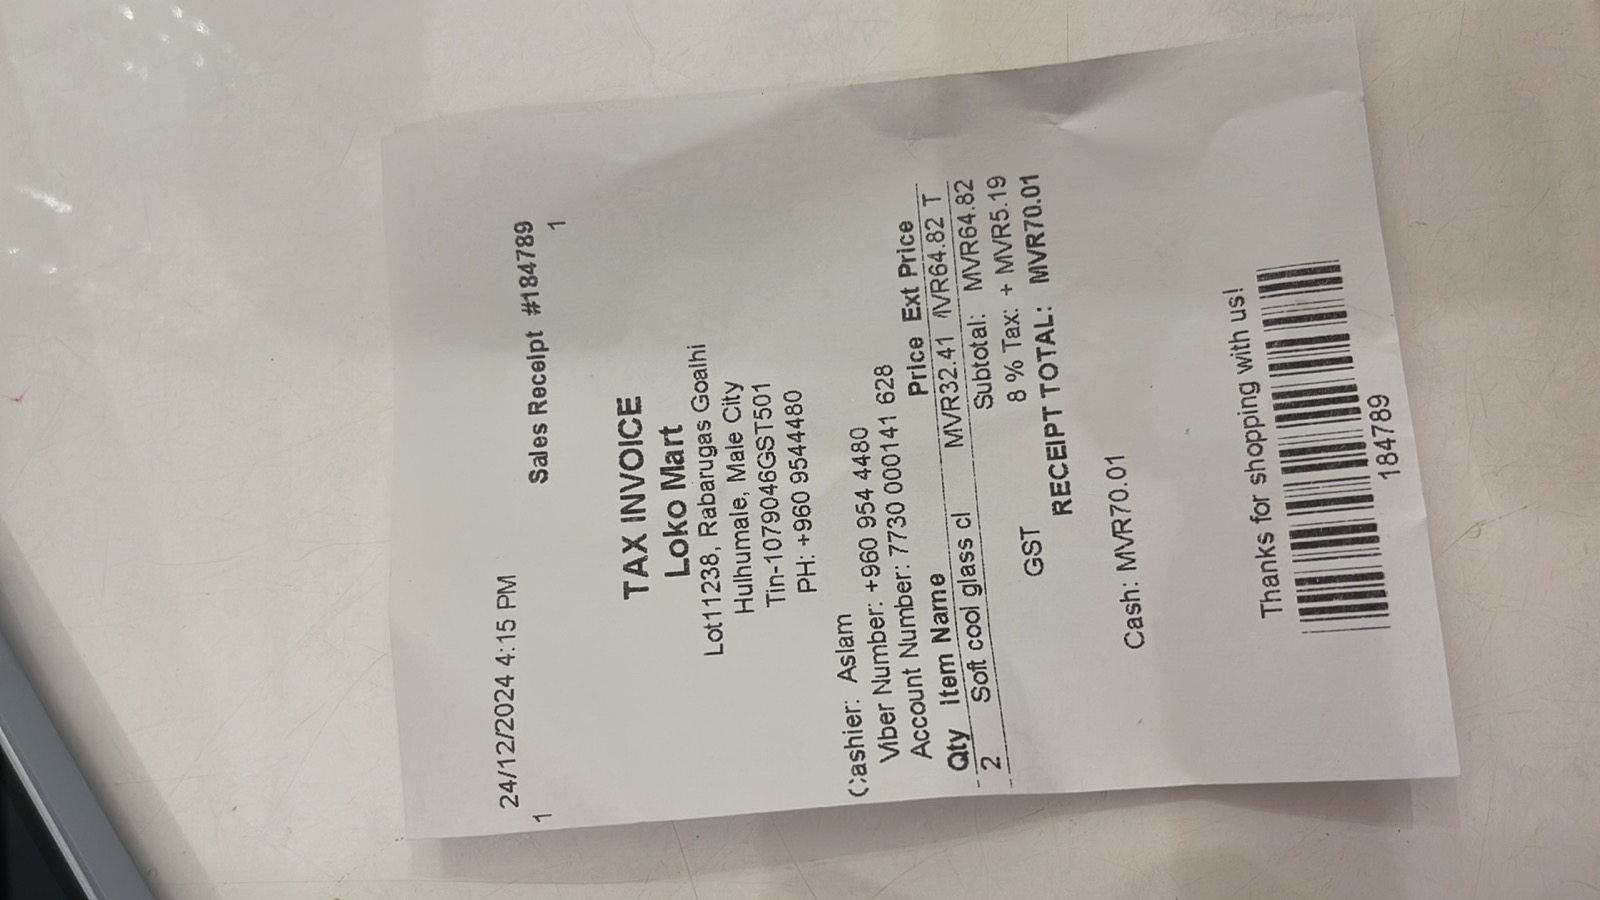 24/12/2024 4:15 PM Sales Receipt #184789
1 1
TAX INVOICE
Loko Mart
Lot11238, Rabarugas Goalhi
Hulhumale, Male City
Tin-1079046GST501
PH: +960 9544480
Cashier: Aslam
Viber Number: +960 954 4480
Account Number: 7730 000141 628
Qty Item Name Price Ext Price
2 Soft cool glass cl MVR32.41 MVR64.82 T
Subtotal: MVR64.82
GST 8 % Tax: + MVR5.19
RECEIPT TOTAL: MVR70.01
Cash: MVR70.01
Thanks for shopping with us!
184789